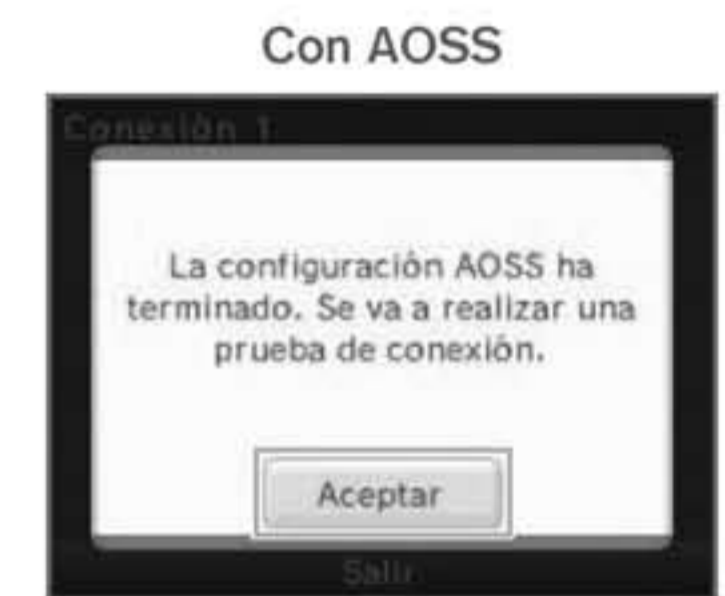 Con AOSS
Conexión 1
La configuración AOSS ha
terminado. Se va a realizar una
prueba de conexión.
Aceptar
Salir